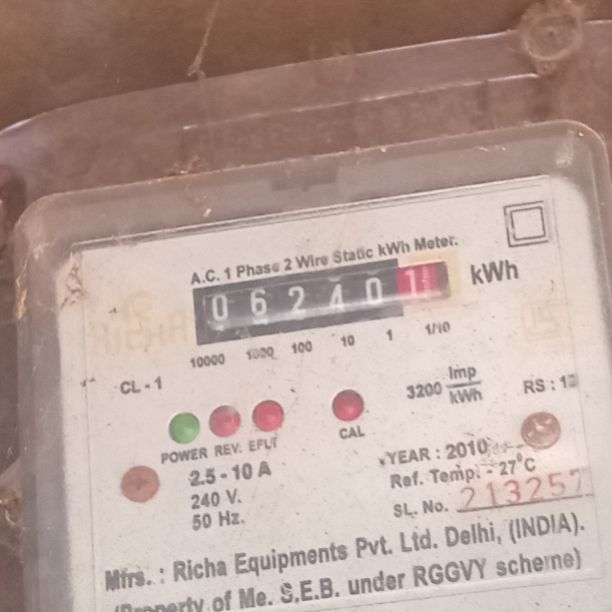 A.C. 1 Phase 2 Wire Static kWh Meter.
0 6 2 4 0 1 kWh
10000 1000 100 10 1 1/10
CL - 1
3200 Imp/kWh
RS :
POWER REV. EFLT CAL
2.5 - 10 A
240 V.
50 Hz.
YEAR : 2010
Ref. Temp. - 27°C
SL. No. 213257
Mfrs. : Richa Equipments Pvt. Ltd. Delhi, (INDIA).
(Property of Me. S.E.B. under RGGVY scheme)